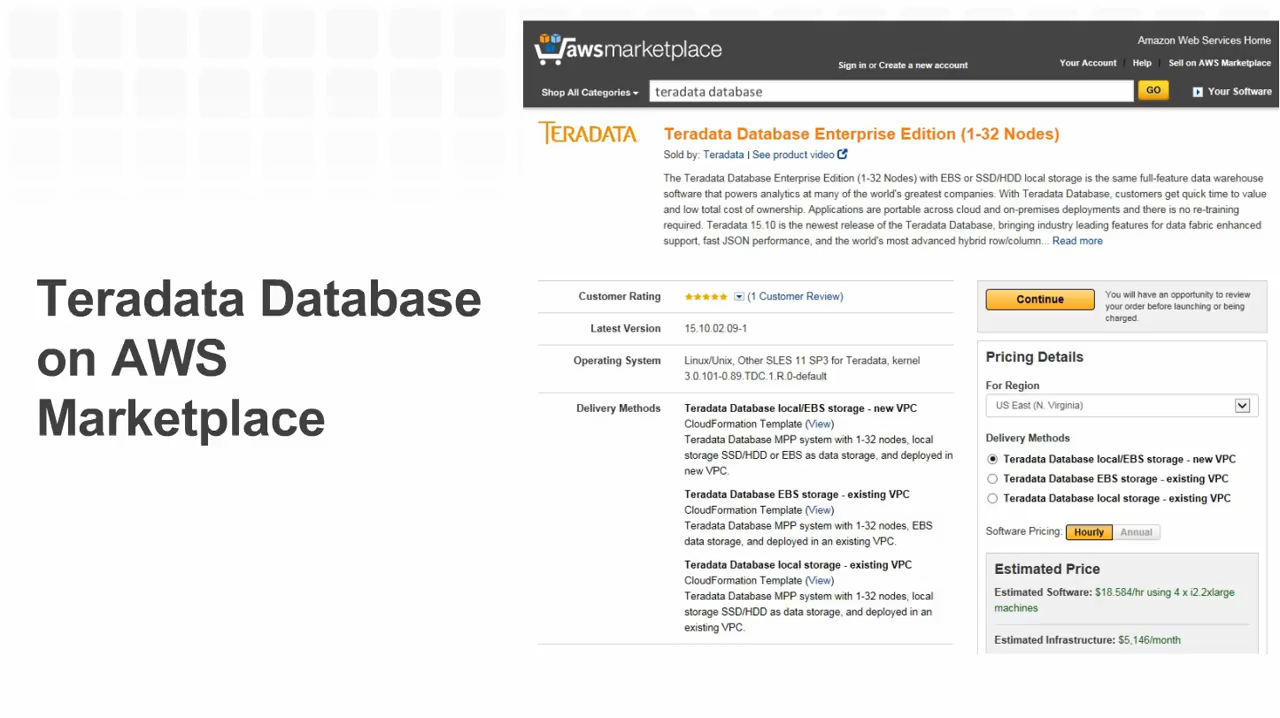 Teradata Database
on AWS
Marketplace
awsmarketplace
Amazon Web Services Home
Sign in or Create a new account
Your Account
Help
Sell on AWS Marketplace
Shop All Categories
teradata database
GO
Your Software
TERADATA.
Teradata Database Enterprise Edition (1-32 Nodes)
Sold by: Teradata | See product video
The Teradata Database Enterprise Edition (1-32 Nodes) with EBS or SSD/HDD local storage is the same full-feature data warehouse
software that powers analytics at many of the world's greatest companies. With Teradata Database, customers get quick time to value
and low total cost of ownership. Applications are portable across cloud and on-premises deployments and there is no re-training
required. Teradata 15.10 is the newest release of the Teradata Database, bringing industry leading features for data fabric enhanced
support, fast JSON performance, and the world's most advanced hybrid row/column... Read more
Customer Rating
(1 Customer Review)
Latest Version
15.10.02.09-1
Operating System
Linux/Unix, Other SLES 11 SP3 for Teradata, kernel
3.0.101-0.89.TDC.1.R.0-default
Delivery Methods
Teradata Database local/EBS storage - new VPC
CloudFormation Template (View)
Teradata Database MPP system with 1-32 nodes, local
storage SSD/HDD or EBS as data storage, and deployed in
new VPC.
Teradata Database EBS storage - existing VPC
CloudFormation Template (View)
Teradata Database MPP system with 1-32 nodes, EBS
data storage, and deployed in an existing VPC.
Teradata Database local storage - existing VPC
CloudFormation Template (View)
Teradata Database MPP system with 1-32 nodes, local
storage SSD/HDD as data storage, and deployed in an
existing VPC.
Continue
You will have an opportunity to review
your order before launching or being
charged.
Pricing Details
For Region
US East (N. Virginia)
Delivery Methods
Teradata Database local/EBS storage - new VPC
Teradata Database EBS storage - existing VPC
Teradata Database local storage - existing VPC
Software Pricing: Hourly Annual
Estimated Price
Estimated Software: $18.584/hr using 4 x i2.2xlarge
machines
Estimated Infrastructure: $5,146/month